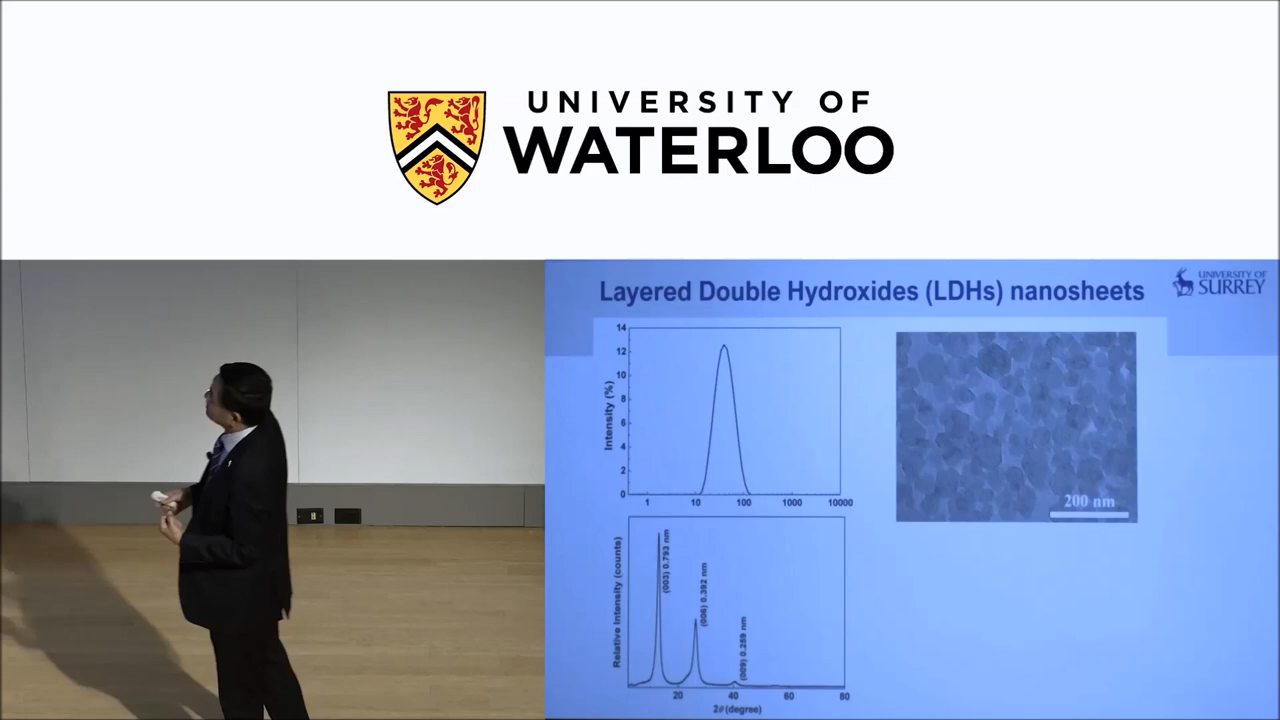 UNIVERSITY OF
WATERLOO
Layered Double Hydroxides (LDHs) nanosheets
UNIVERSITY OF
SURREY
14
12
10
8
6
4
2
0
Intensity (%)
1
10
100
1000
10000
200 nm
Relative Intensity (counts)
(003) 0.793 nm
(006) 0.392 nm
(009) 0.259 nm
20
40
60
80
2θ (degree)